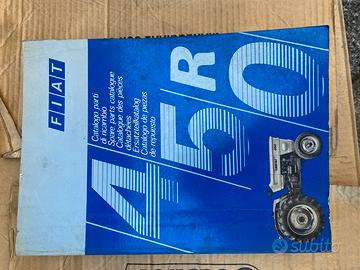 FIAT
Catalogo parti
di ricambio
Spare parts catalogue
Catalogue des pièces
détachées
Ersatzteilkatalog
Catálogo de piezas
de repuesto
450
R
subito